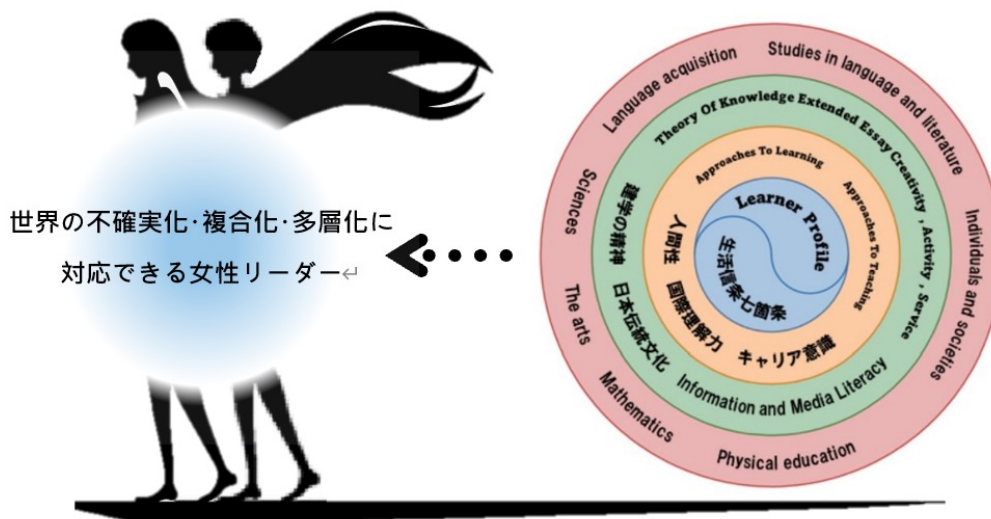 世界の不確実化・複合化・多層化に
対応できる女性リーダー↵
Language acquisition
Studies in language and literature
Individuals and societies
Physical education
Mathematics
The arts
Sciences
Theory Of Knowledge Extended Essay Creativity , Activity , Service
Information and Media Literacy
日本伝統文化
建学の精神
Approaches To Learning
Approaches To Teaching
キャリア意識
国際理解力
人間性
Learner Profile
生活信条七箇条